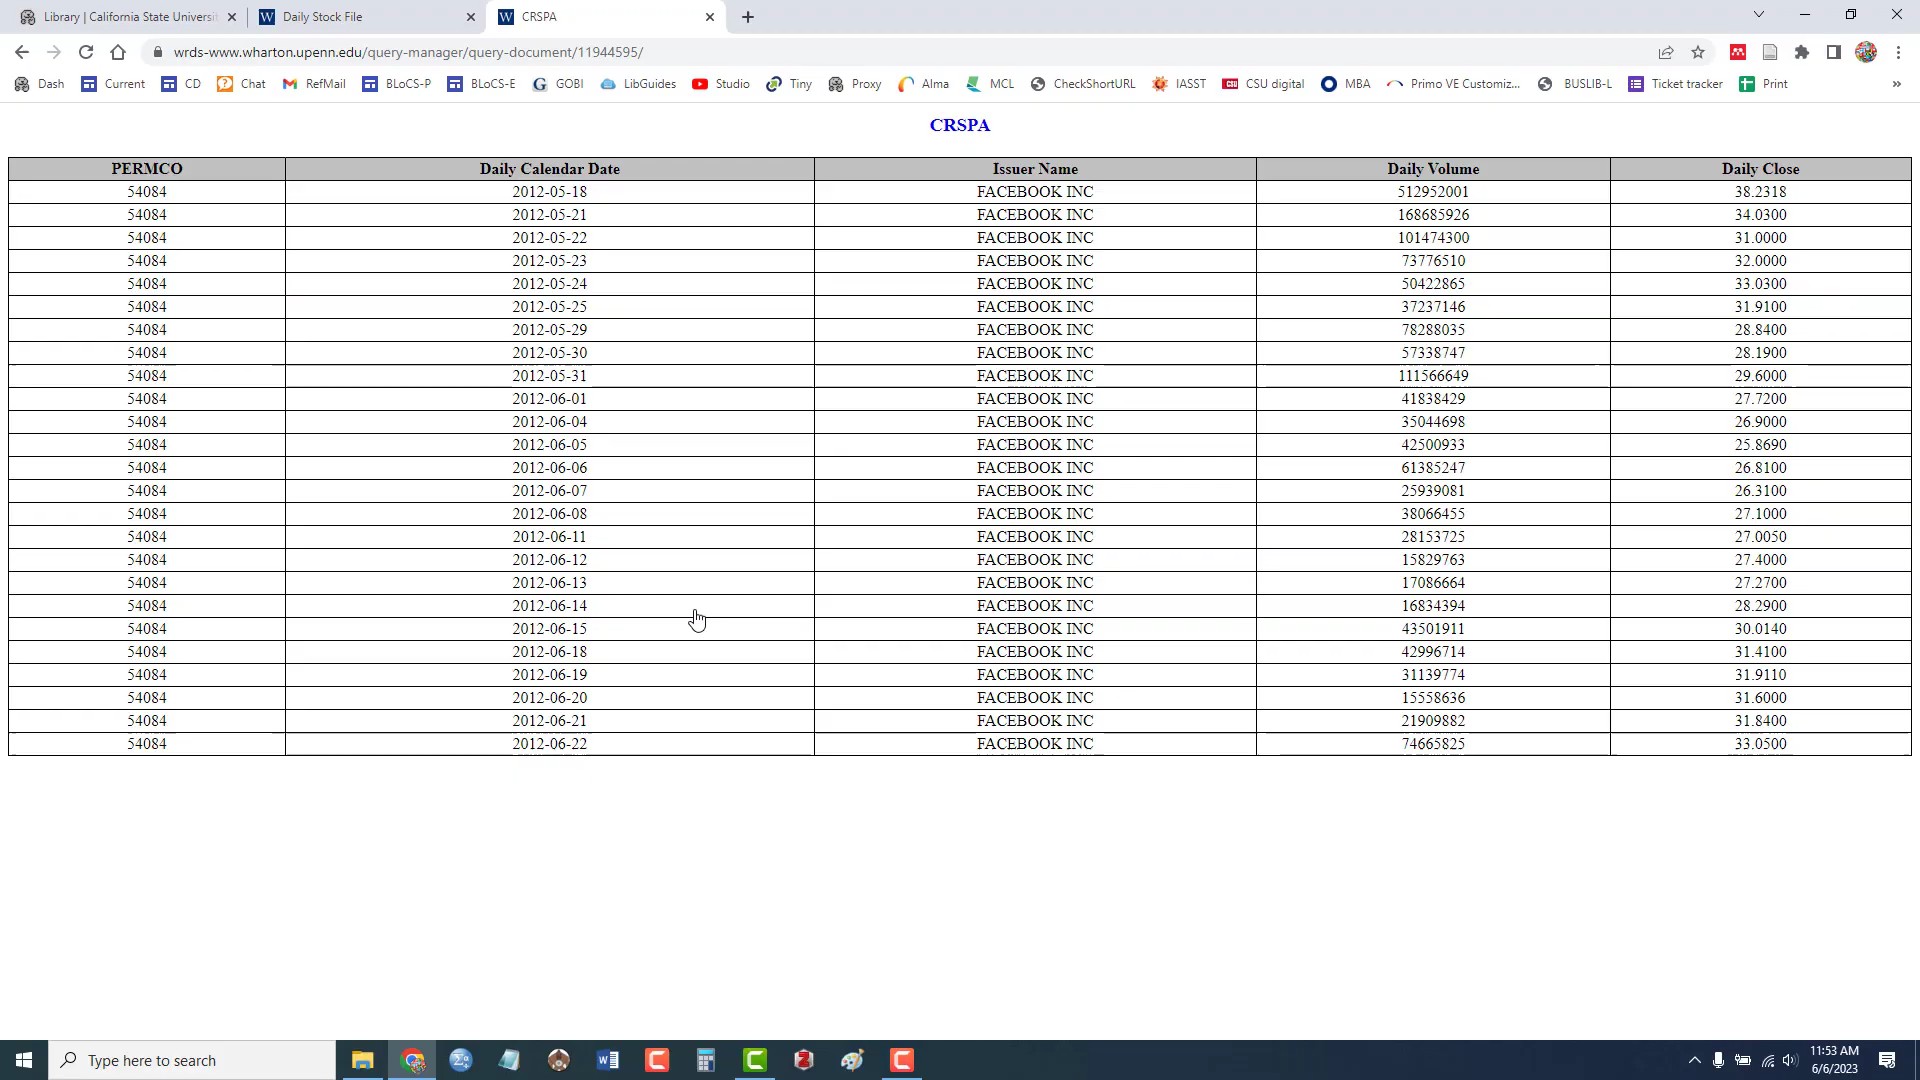 Library | California State Universit
Daily Stock File
CRSPA
wrds-www.wharton.upenn.edu/query-manager/query-document/11944595/
Dash Current CD Chat RefMail BLoCS-P BLoCS-E GOBI LibGuides Studio Tiny Proxy Alma MCL CheckShortURL IASST CSU digital MBA Primo VE Customiz... BUSLIB-L Ticket tracker Print »
CRSPA
PERMCO Daily Calendar Date Issuer Name Daily Volume Daily Close
54084 2012-05-18 FACEBOOK INC 512952001 38.2318
54084 2012-05-21 FACEBOOK INC 168685926 34.0300
54084 2012-05-22 FACEBOOK INC 101474300 31.0000
54084 2012-05-23 FACEBOOK INC 73776510 32.0000
54084 2012-05-24 FACEBOOK INC 50422865 33.0300
54084 2012-05-25 FACEBOOK INC 37237146 31.9100
54084 2012-05-29 FACEBOOK INC 78288035 28.8400
54084 2012-05-30 FACEBOOK INC 57338747 28.1900
54084 2012-05-31 FACEBOOK INC 111566649 29.6000
54084 2012-06-01 FACEBOOK INC 41838429 27.7200
54084 2012-06-04 FACEBOOK INC 35044698 26.9000
54084 2012-06-05 FACEBOOK INC 42500933 25.8690
54084 2012-06-06 FACEBOOK INC 61385247 26.8100
54084 2012-06-07 FACEBOOK INC 25939081 26.3100
54084 2012-06-08 FACEBOOK INC 38066455 27.1000
54084 2012-06-11 FACEBOOK INC 28153725 27.0050
54084 2012-06-12 FACEBOOK INC 15829763 27.4000
54084 2012-06-13 FACEBOOK INC 17086664 27.2700
54084 2012-06-14 FACEBOOK INC 16834394 28.2900
54084 2012-06-15 FACEBOOK INC 43501911 30.0140
54084 2012-06-18 FACEBOOK INC 42996714 31.4100
54084 2012-06-19 FACEBOOK INC 31139774 31.9110
54084 2012-06-20 FACEBOOK INC 15558636 31.6000
54084 2012-06-21 FACEBOOK INC 21909882 31.8400
54084 2012-06-22 FACEBOOK INC 74665825 33.0500
Type here to search
11:53 AM
6/6/2023